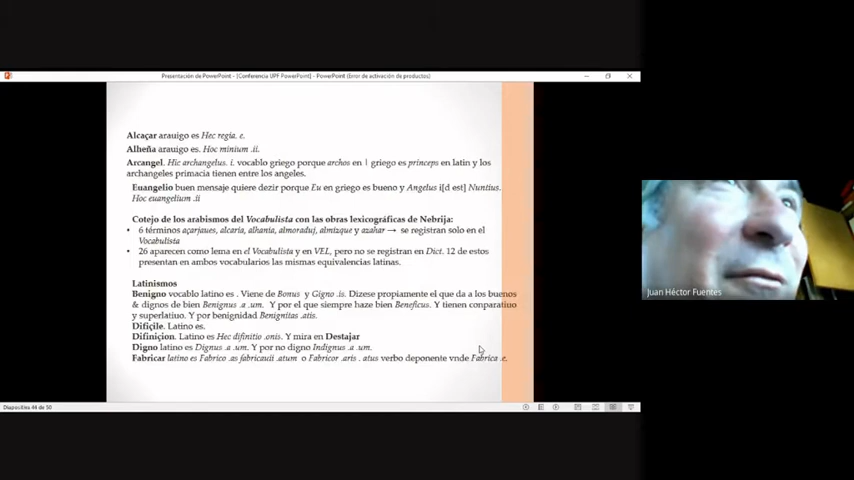 Presentación de PowerPoint - [Conferencia UPF PowerPoint] - PowerPoint (Error de activación de productos)
Alcaçar arauigo es Hec regia. e.
Alheña arauigo es. Hoc minium .ii.
Arcangel. Hic archangelus. i. vocablo griego porque archos en l griego es princeps en latin y los
archangeles primacia tienen entre los angeles.
Euangelio buen mensaje quiere dezir porque Eu en griego es bueno y Angelus i[d est] Nuntius.
Hoc euangelium .ii
Cotejo de los arabismos del Vocabulista con las obras lexicográficas de Nebrija:
• 6 términos açarjaues, alcaria, alhania, almoraduj, almizque y azahar → se registran solo en el
Vocabulista
• 26 aparecen como lema en el Vocabulista y en VEL, pero no se registran en Dict. 12 de estos
presentan en ambos vocabularios las mismas equivalencias latinas.
Latinismos
Benigno vocablo latino es . Viene de Bonus y Gigno .is. Dizese propiamente el que da a los buenos
& dignos de bien Benignus .a .um. Y por el que siempre haze bien Beneficus. Y tienen conparatiuo
y superlatiuo. Y por benignidad Benignitas .atis.
Difiçile. Latino es.
Difiniçion. Latino es Hec difinitio .onis. Y mira en Destajar
Digno latino es Dignus .a .um. Y por no digno Indignus .a .um.
Fabricar latino es Fabrico .as fabricauii .atum o Fabricor .aris . atus verbo deponente vnde Fabrica .e.
Diapositiva 44 de 50
Juan Héctor Fuentes